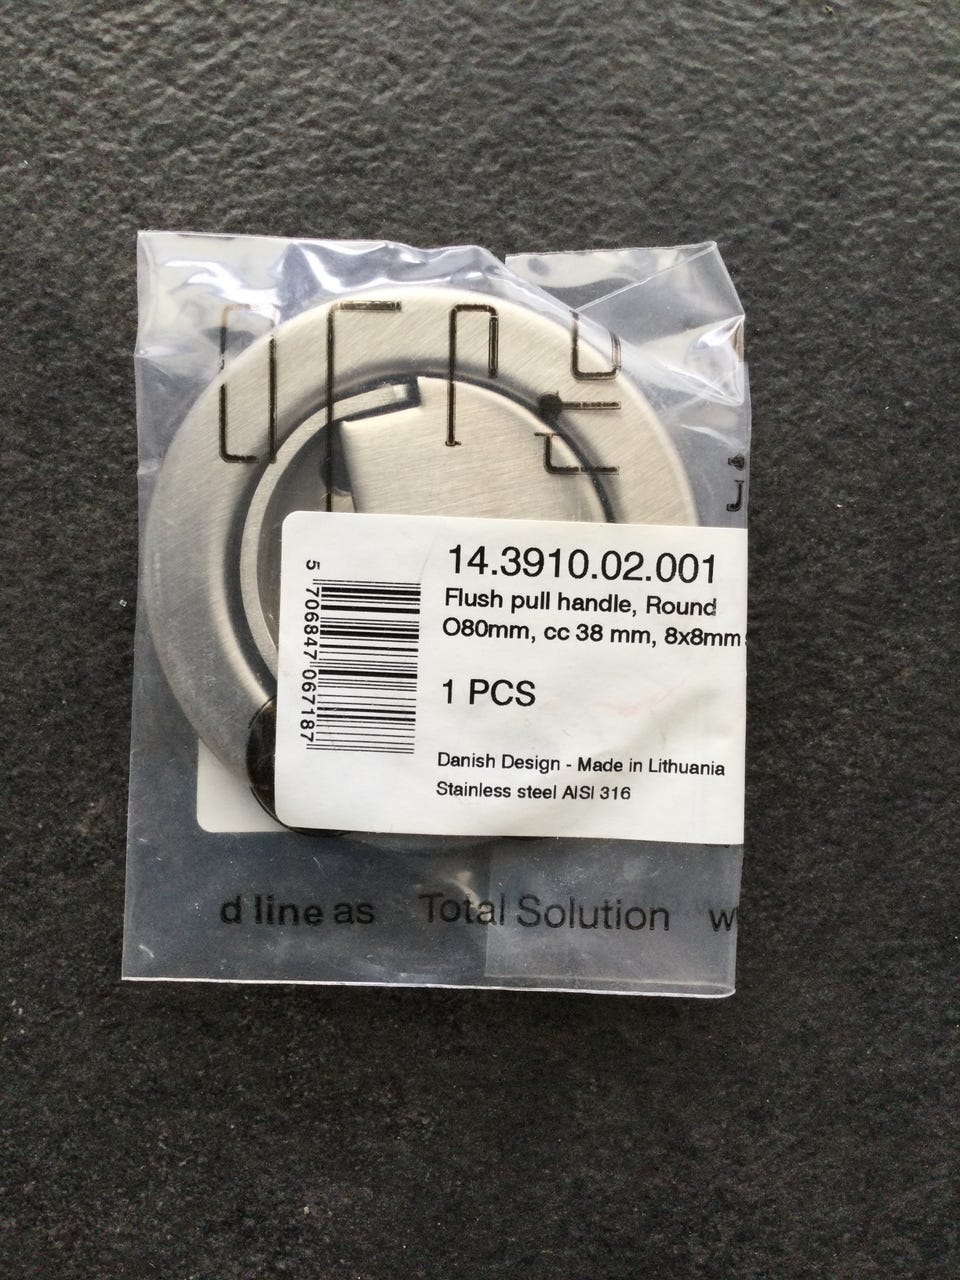 14.3910.02.001
Flush pull handle, Round
O80mm, cc 38 mm, 8x8mm
1 PCS
Danish Design - Made in Lithuania
Stainless steel AISI 316
5 706847 067187
d line as Total Solution